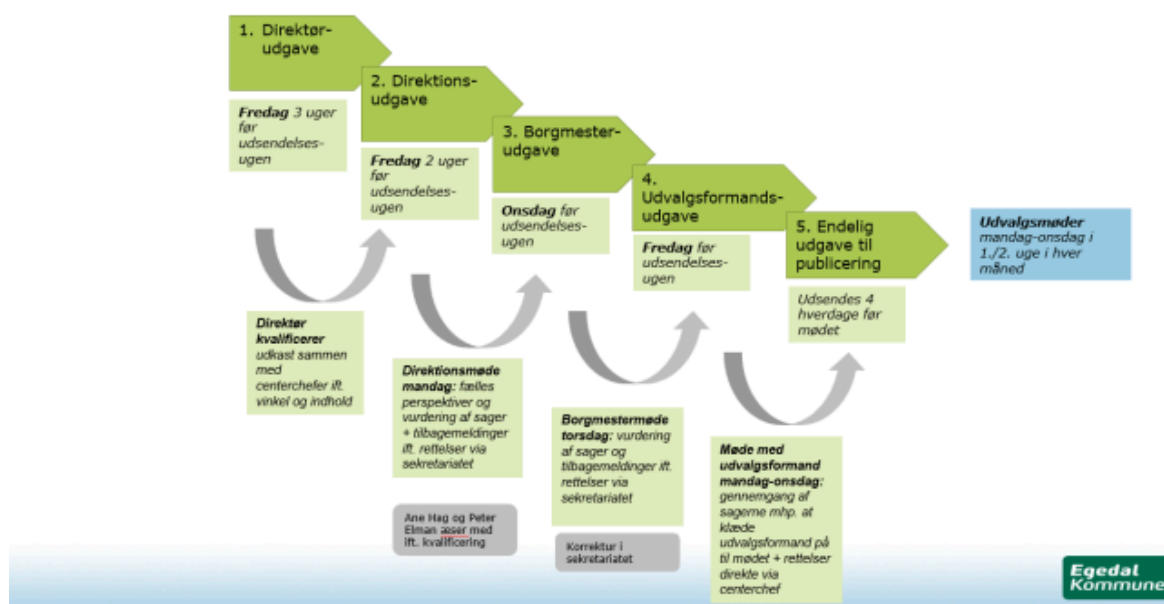 1. Direktør-
udgave
Fredag 3 uger
før
udsendelses-
ugen
2. Direktions-
udgave
Fredag 2 uger
før
udsendelses-
ugen
3. Borgmester-
udgave
Onsdag før
udsendelses-
ugen
4.
Udvalgsformands-
udgave
Fredag før
udsendelses-
ugen
5. Endelig
udgave til
publicering
Udsendes 4
hverdage før
mødet
Udvalgsmøder
mandag-onsdag i
1./2. uge i hver
måned
Direktør
kvalificerer
udkast sammen
med
centerchefer ift.
vinkel og indhold
Direktionsmøde
mandag: fælles
perspektiver og
vurdering af sager
+ tilbagemeldinger
ift. rettelser via
sekretariatet
Ane Hag og Peter
Elman æser med
ift. kvalificering
Borgmestermøde
torsdag: vurdering
af sager og
tilbagemeldinger ift.
rettelser via
sekretariatet
Korrektur i
sekretariatet
Møde med
udvalgsformand
mandag-onsdag:
gennemgang af
sagerne mhp. at
klæde
udvalgsformand på
til mødet + rettelser
direkte via
centerchef
Egedal
Kommune